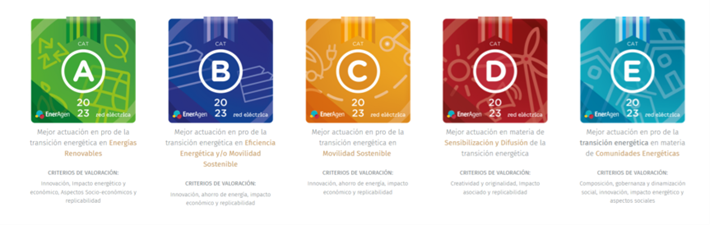 CAT
A
20
23
EnerAgen
red eléctrica
Mejor actuación en pro de la
transición energética en Energías
Renovables
CRITERIOS DE VALORACIÓN:
Innovación, impacto energético y
económico, Aspectos Socio-económicos y
replicabilidad
CAT
B
20
23
EnerAgen
red eléctrica
Mejor actuación en pro de la
transición energética en Eficiencia
Energética y/o Movilidad
Sostenible
CRITERIOS DE VALORACIÓN:
Innovación, ahorro de energía, impacto
económico y replicabilidad
CAT
C
20
23
EnerAgen
red eléctrica
Mejor actuación en pro de la
transición energética en
Movilidad Sostenible
CRITERIOS DE VALORACIÓN:
Innovación, ahorro de energía, impacto
económico y replicabilidad
CAT
D
20
23
EnerAgen
red eléctrica
Mejor actuación en materia de
Sensibilización y Difusión de la
transición energética
CRITERIOS DE VALORACIÓN:
Creatividad y originalidad, impacto
asociado y replicabilidad
CAT
E
20
23
EnerAgen
red eléctrica
Mejor actuación en pro de la
transición energética en materia
de Comunidades Energéticas
CRITERIOS DE VALORACIÓN:
Composición, gobernanza y dinamización
social, innovación, impacto energético y
aspectos sociales